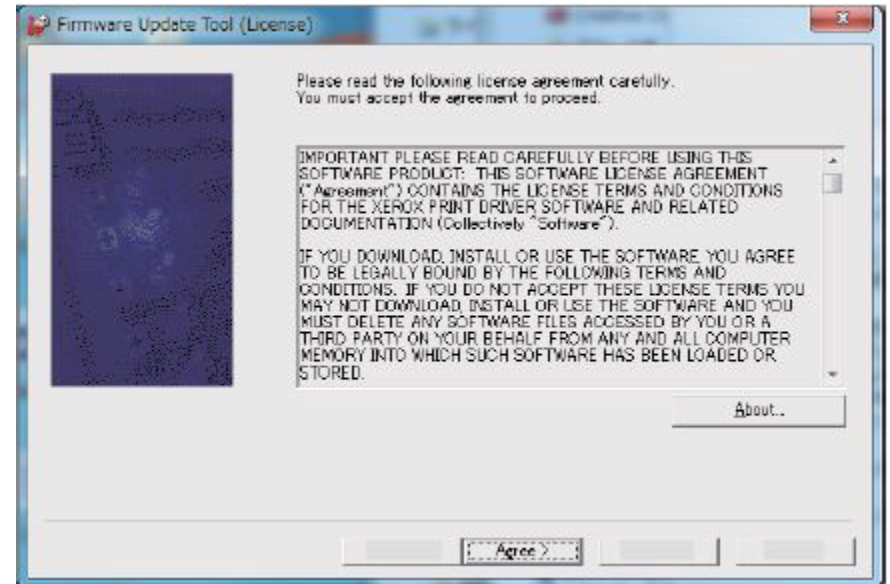 Firmware Update Tool (License)
Please read the following license agreement carefully.
You must accept the agreement to proceed.
IMPORTANT PLEASE READ CAREFULLY BEFORE USING THIS
SOFTWARE PRODUCT: THIS SOFTWARE LICENSE AGREEMENT
("Agreement") CONTAINS THE LICENSE TERMS AND CONDITIONS
FOR THE XEROX PRINT DRIVER SOFTWARE AND RELATED
DOCUMENTATION (Collectively "Software").
IF YOU DOWNLOAD, INSTALL OR USE THE SOFTWARE, YOU AGREE
TO BE LEGALLY BOUND BY THE FOLLOWING TERMS AND
CONDITIONS. IF YOU DO NOT ACCEPT THESE LICENSE TERMS YOU
MAY NOT DOWNLOAD, INSTALL OR USE THE SOFTWARE AND YOU
MUST DELETE ANY SOFTWARE FILES ACCESSED BY YOU OR A
THIRD PARTY ON YOUR BEHALF FROM ANY AND ALL COMPUTER
MEMORY INTO WHICH SUCH SOFTWARE HAS BEEN LOADED OR
STORED.
About...
Agree >